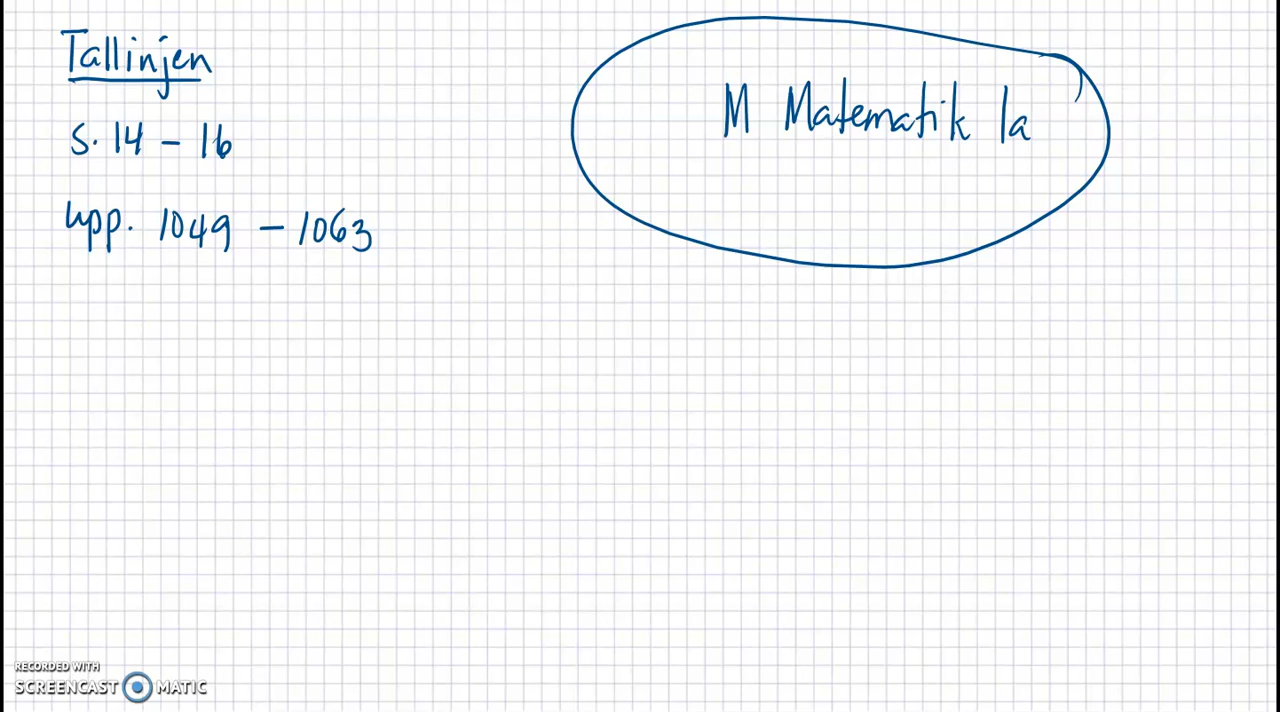 Tallinjen
M Matematik 1a
s. 14 - 16
upp. 1049 - 1063
RECORDED WITH
SCREENCAST MATIC